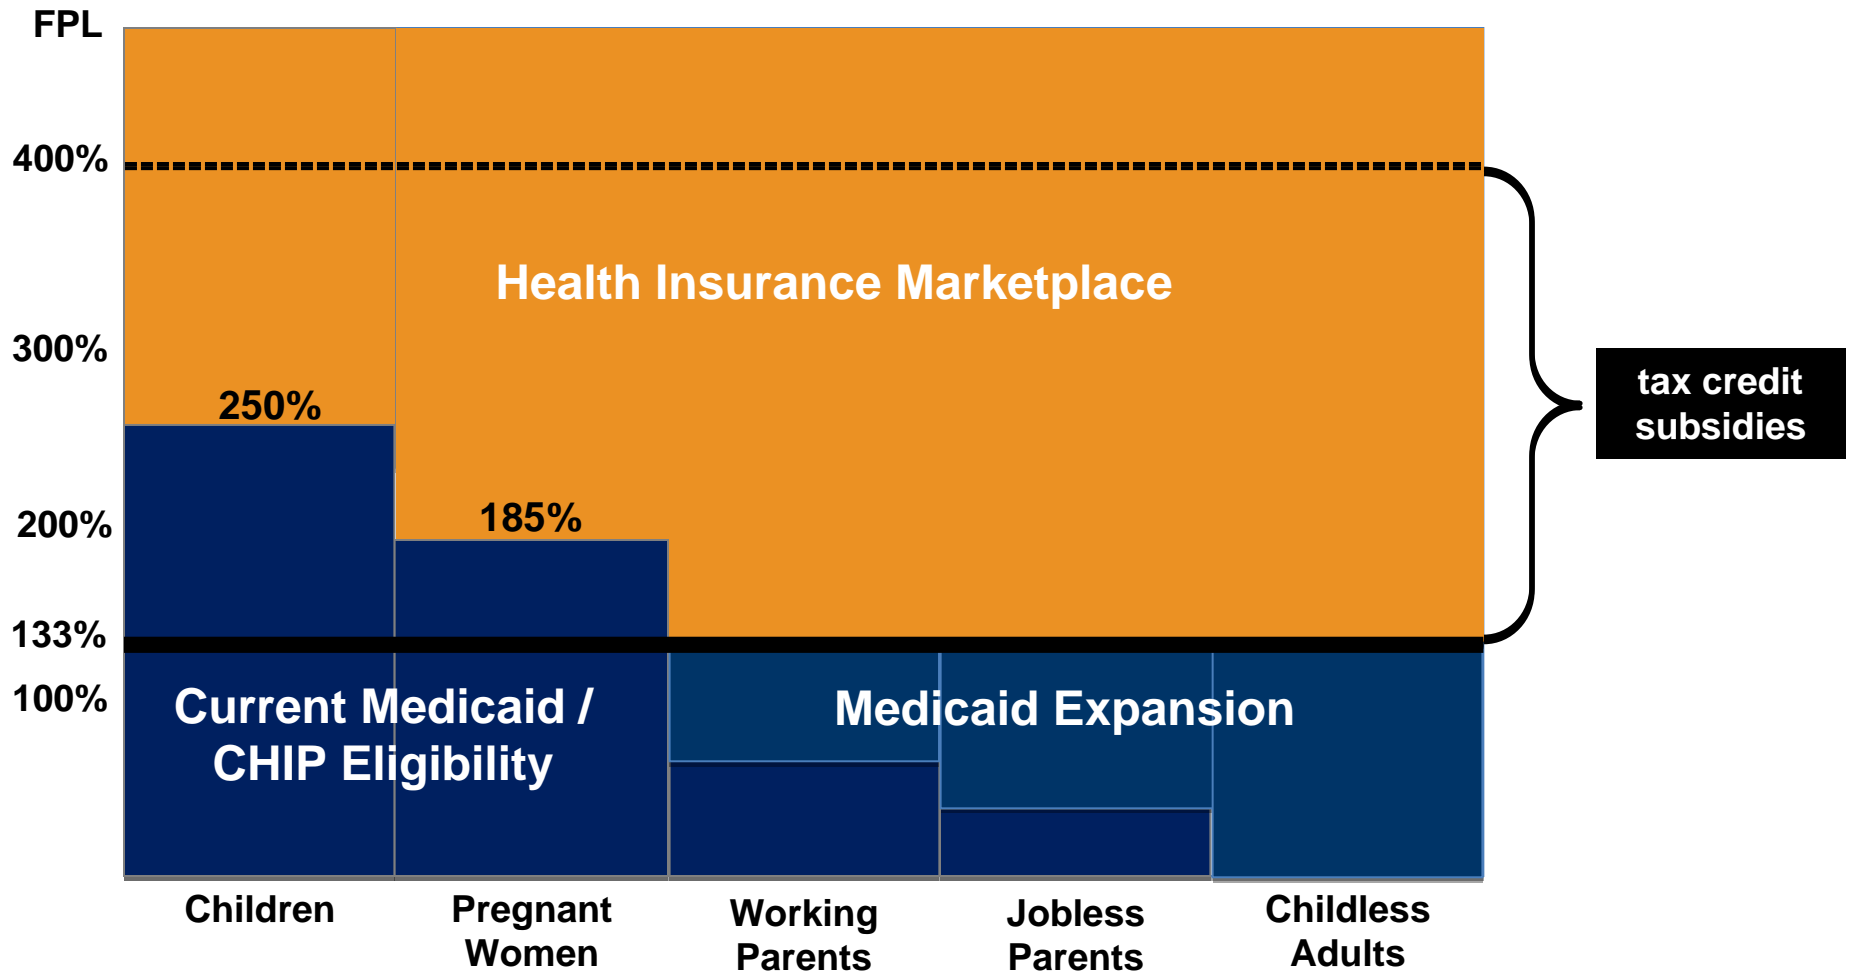 FPL
400%
Health Insurance Marketplace
300%
tax credit
subsidies
250%
200%
185%
133%
100%
Current Medicaid /
CHIP Eligibility
Medicaid Expansion
Children
Pregnant
Women
Working
Parents
Jobless
Parents
Childless
Adults